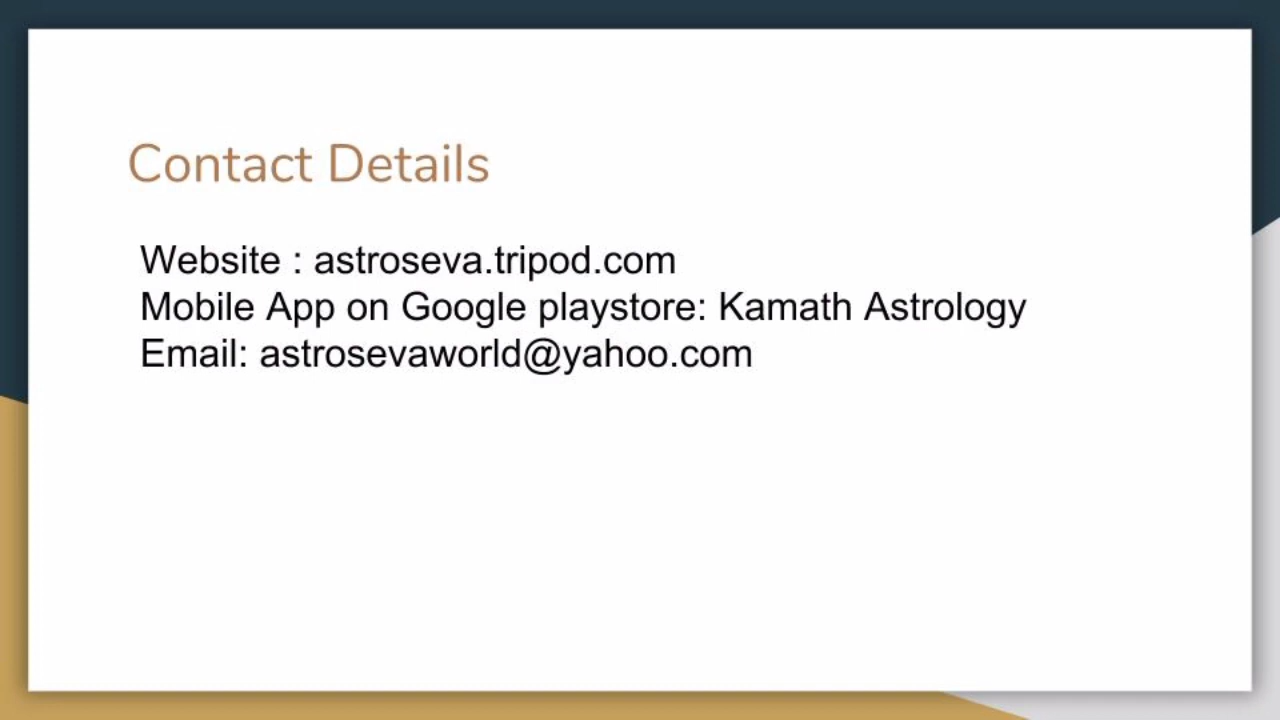 Contact Details
Website : astroseva.tripod.com
Mobile App on Google playstore: Kamath Astrology
Email: astrosevaworld@yahoo.com